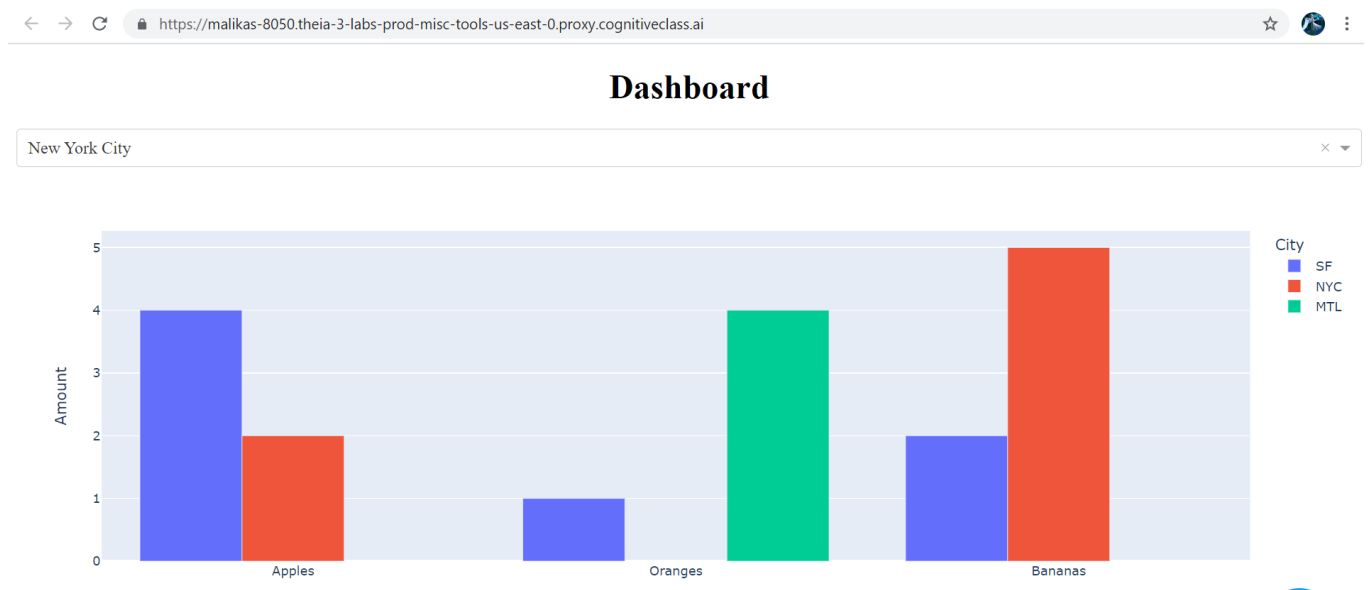 https://malikas-8050.theia-3-labs-prod-misc-tools-us-east-0.proxy.cognitiveclass.ai
Dashboard
New York City
City
SF
NYC
MTL
Amount
5
4
3
2
1
0
Apples Oranges Bananas